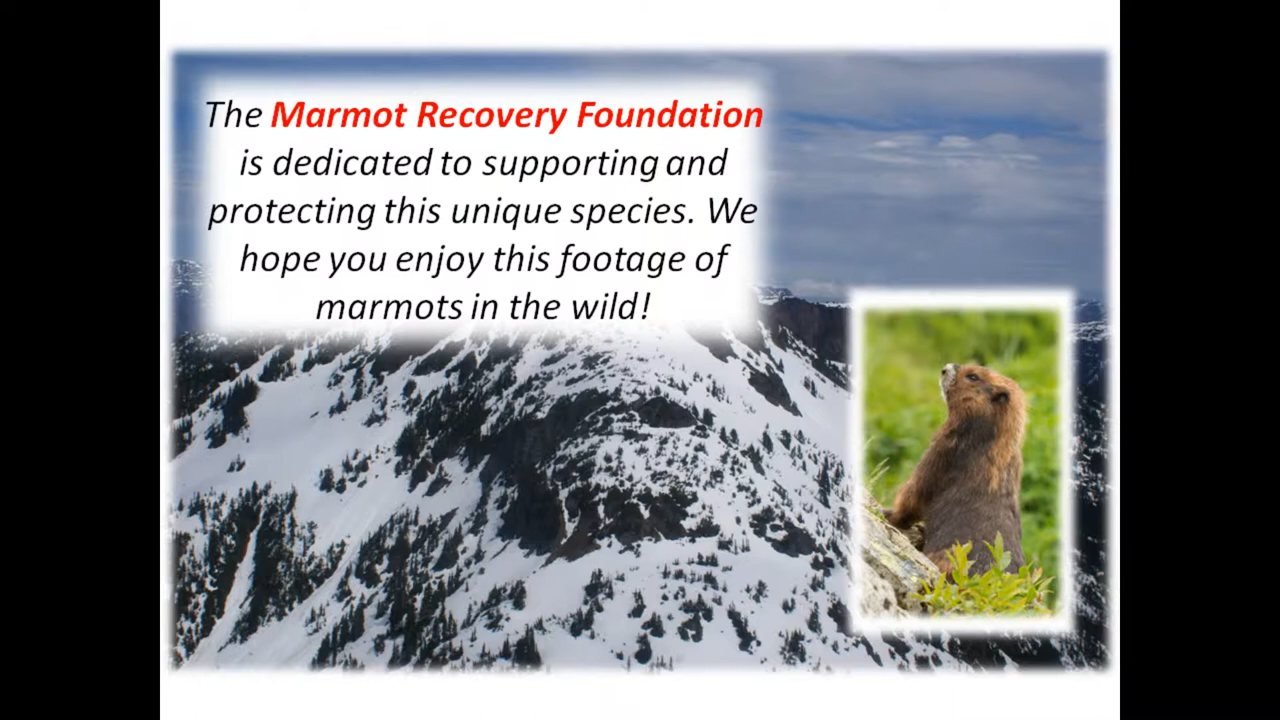 The Marmot Recovery Foundation
is dedicated to supporting and
protecting this unique species. We
hope you enjoy this footage of
marmots in the wild!